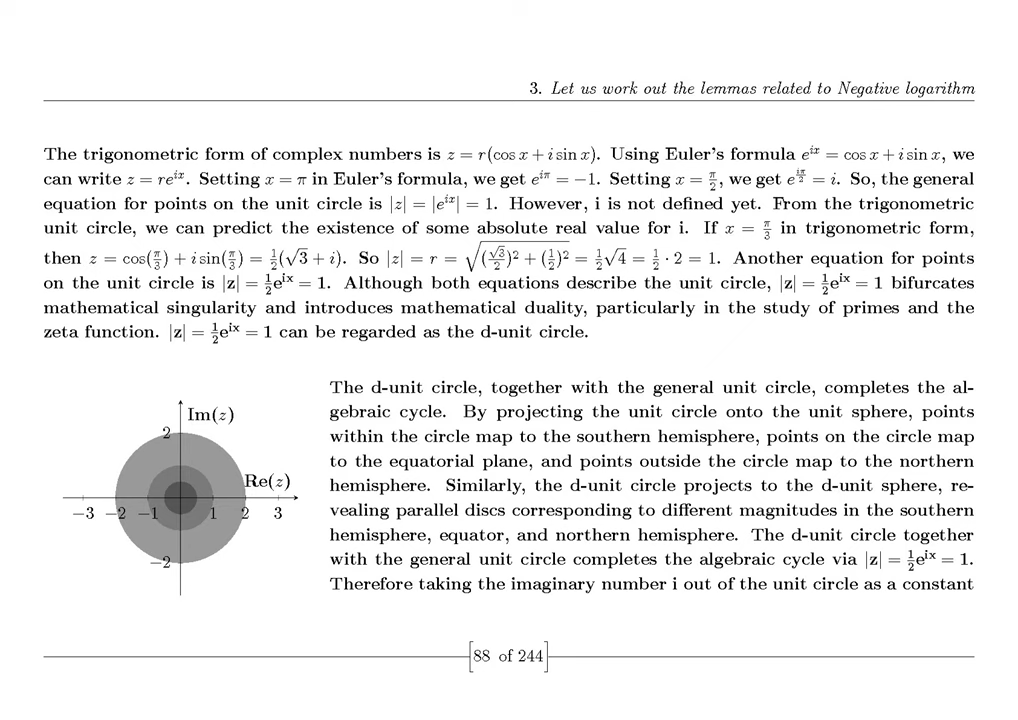 3. Let us work out the lemmas related to Negative logarithm
The trigonometric form of complex numbers is z = r(cos x + i sin x). Using Euler's formula e^{ix} = cos x + i sin x, we
can write z = re^{ix}. Setting x = π in Euler's formula, we get e^{iπ} = −1. Setting x = π/2, we get e^{iπ/2} = i. So, the general
equation for points on the unit circle is |z| = |e^{ix}| = 1. However, i is not defined yet. From the trigonometric
unit circle, we can predict the existence of some absolute real value for i. If x = π/3 in trigonometric form,
then z = cos(π/3) + i sin(π/3) = 1/2(√3 + i). So |z| = r = √((√3/2)² + (1/2)²) = 1/2√4 = 1/2 · 2 = 1. Another equation for points
on the unit circle is |z| = 1/2e^{ix} = 1. Although both equations describe the unit circle, |z| = 1/2e^{ix} = 1 bifurcates
mathematical singularity and introduces mathematical duality, particularly in the study of primes and the
zeta function. |z| = 1/2e^{ix} = 1 can be regarded as the d-unit circle.
Im(z)
2
Re(z)
−3 −2 −1 1 2 3
−2
The d-unit circle, together with the general unit circle, completes the al-
gebraic cycle. By projecting the unit circle onto the unit sphere, points
within the circle map to the southern hemisphere, points on the circle map
to the equatorial plane, and points outside the circle map to the northern
hemisphere. Similarly, the d-unit circle projects to the d-unit sphere, re-
vealing parallel discs corresponding to different magnitudes in the southern
hemisphere, equator, and northern hemisphere. The d-unit circle together
with the general unit circle completes the algebraic cycle via |z| = 1/2e^{ix} = 1.
Therefore taking the imaginary number i out of the unit circle as a constant
88 of 244